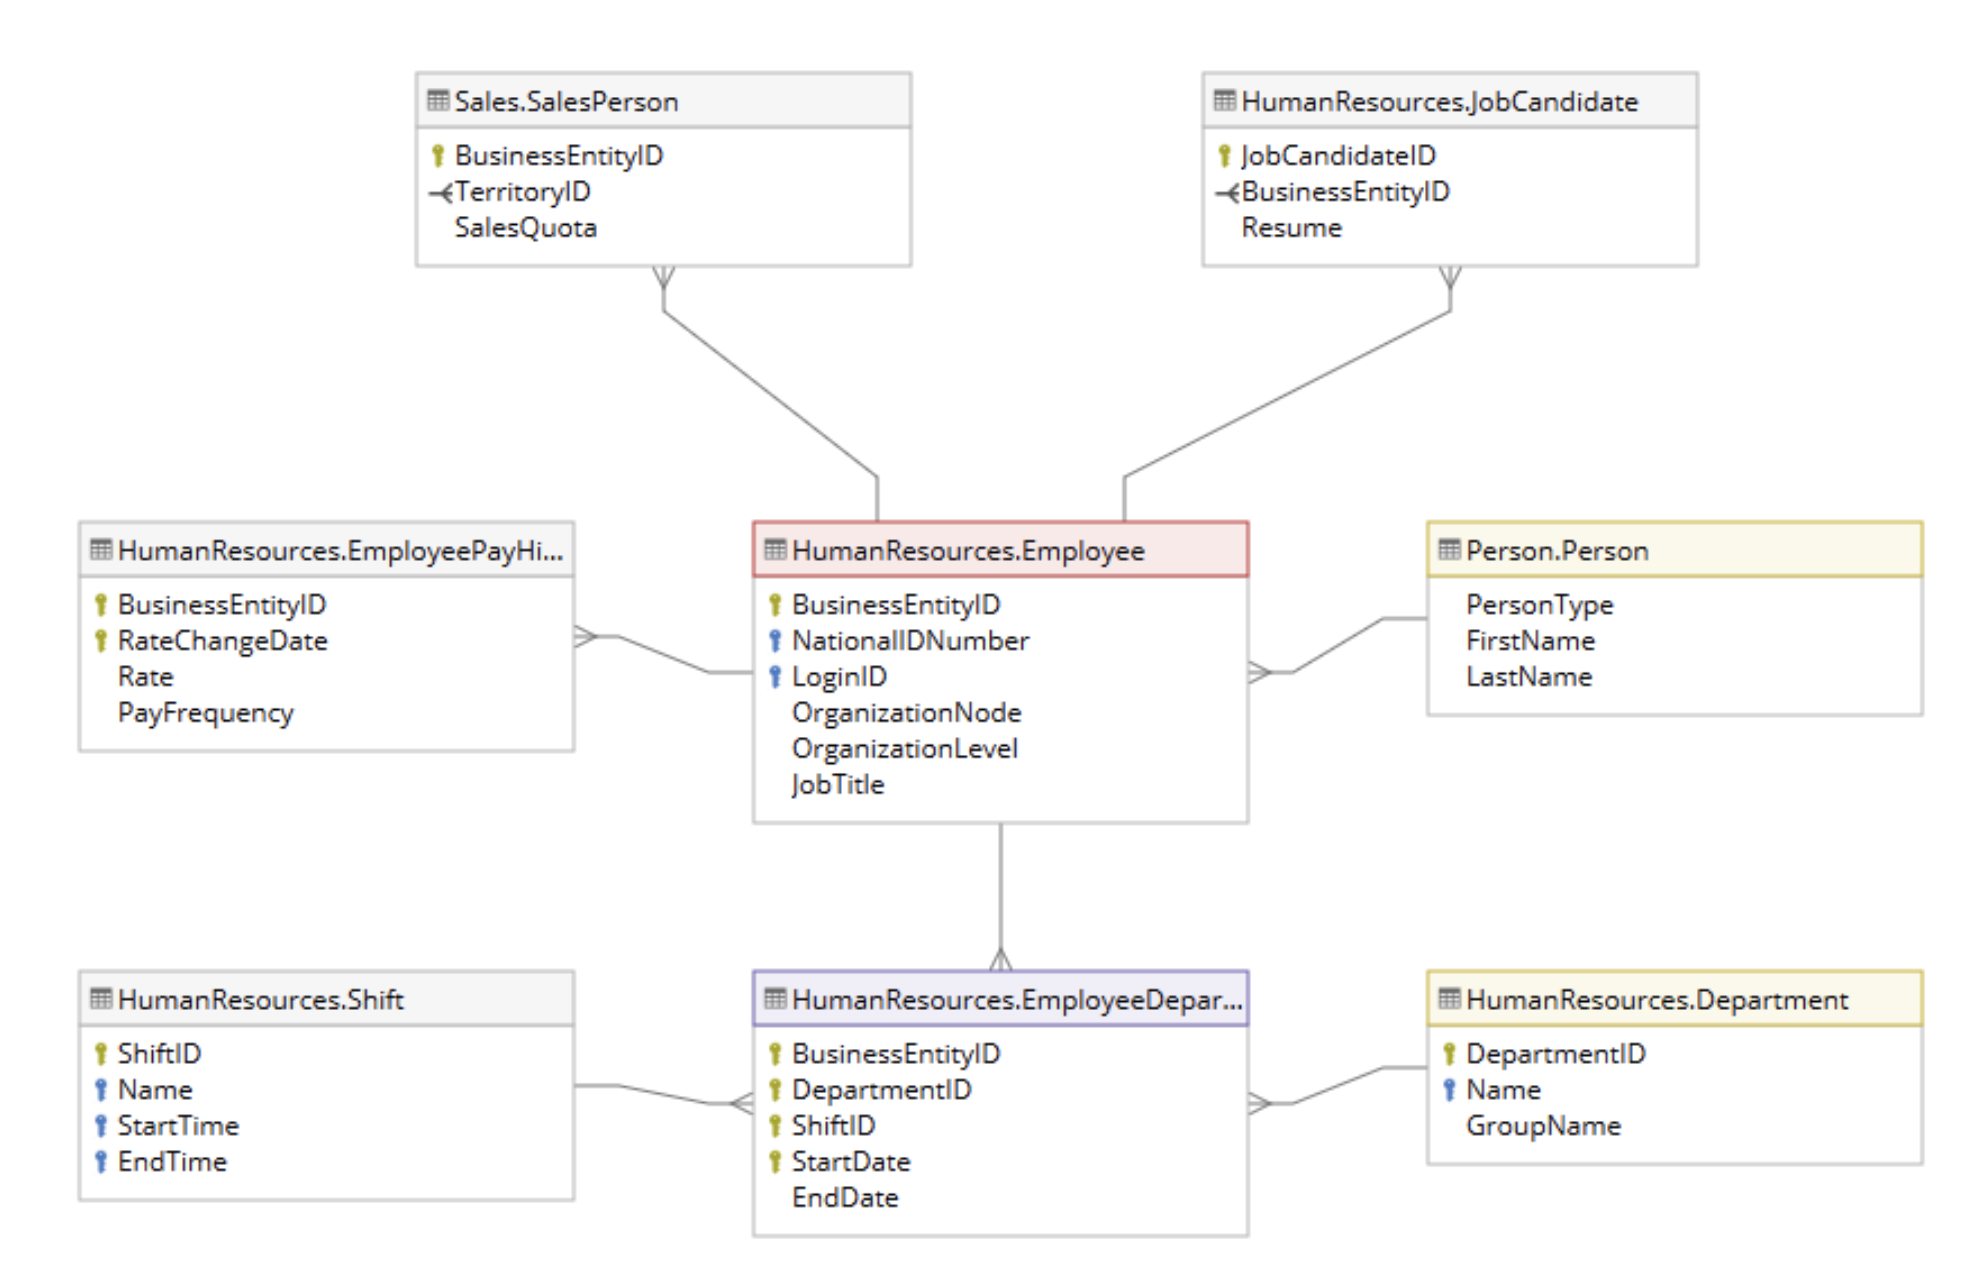 Sales.SalesPerson
BusinessEntityID
TerritoryID
SalesQuota
HumanResources.JobCandidate
JobCandidateID
BusinessEntityID
Resume
HumanResources.EmployeePayHi...
BusinessEntityID
RateChangeDate
Rate
PayFrequency
HumanResources.Employee
BusinessEntityID
NationalIDNumber
LoginID
OrganizationNode
OrganizationLevel
JobTitle
Person.Person
PersonType
FirstName
LastName
HumanResources.Shift
ShiftID
Name
StartTime
EndTime
HumanResources.EmployeeDepar...
BusinessEntityID
DepartmentID
ShiftID
StartDate
EndDate
HumanResources.Department
DepartmentID
Name
GroupName